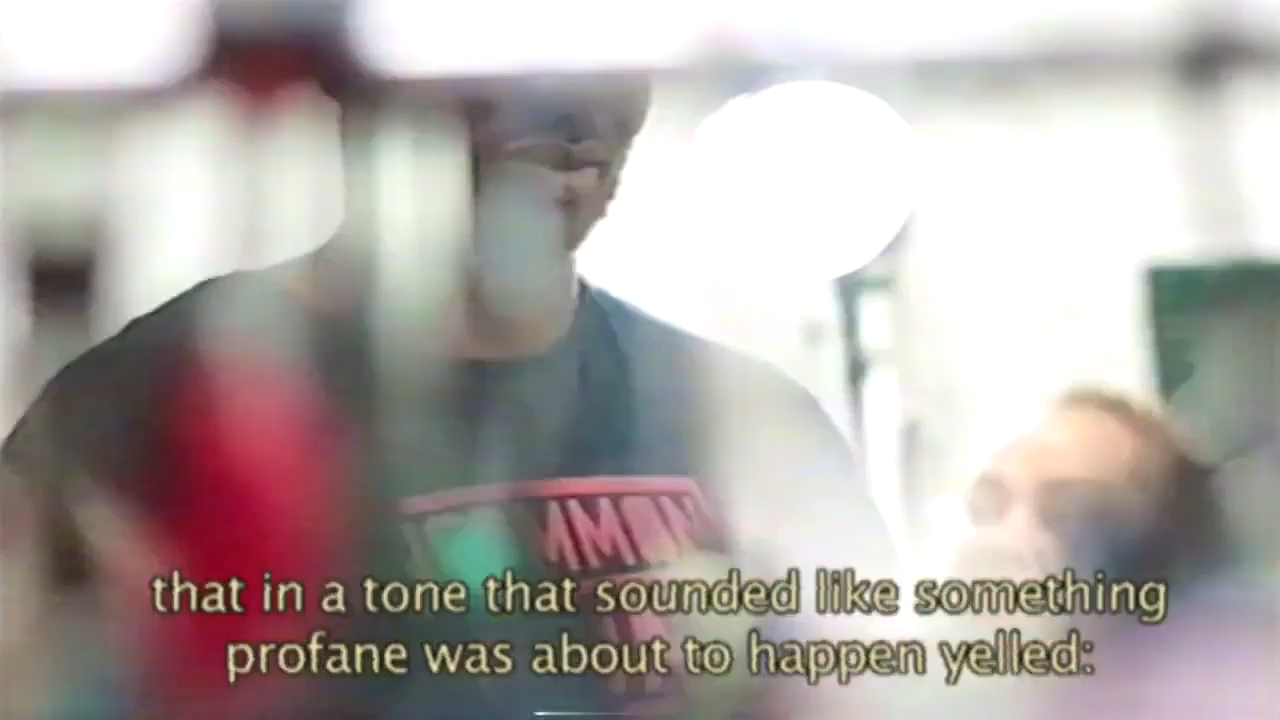 that in a tone that sounded like something
profane was about to happen yelled: